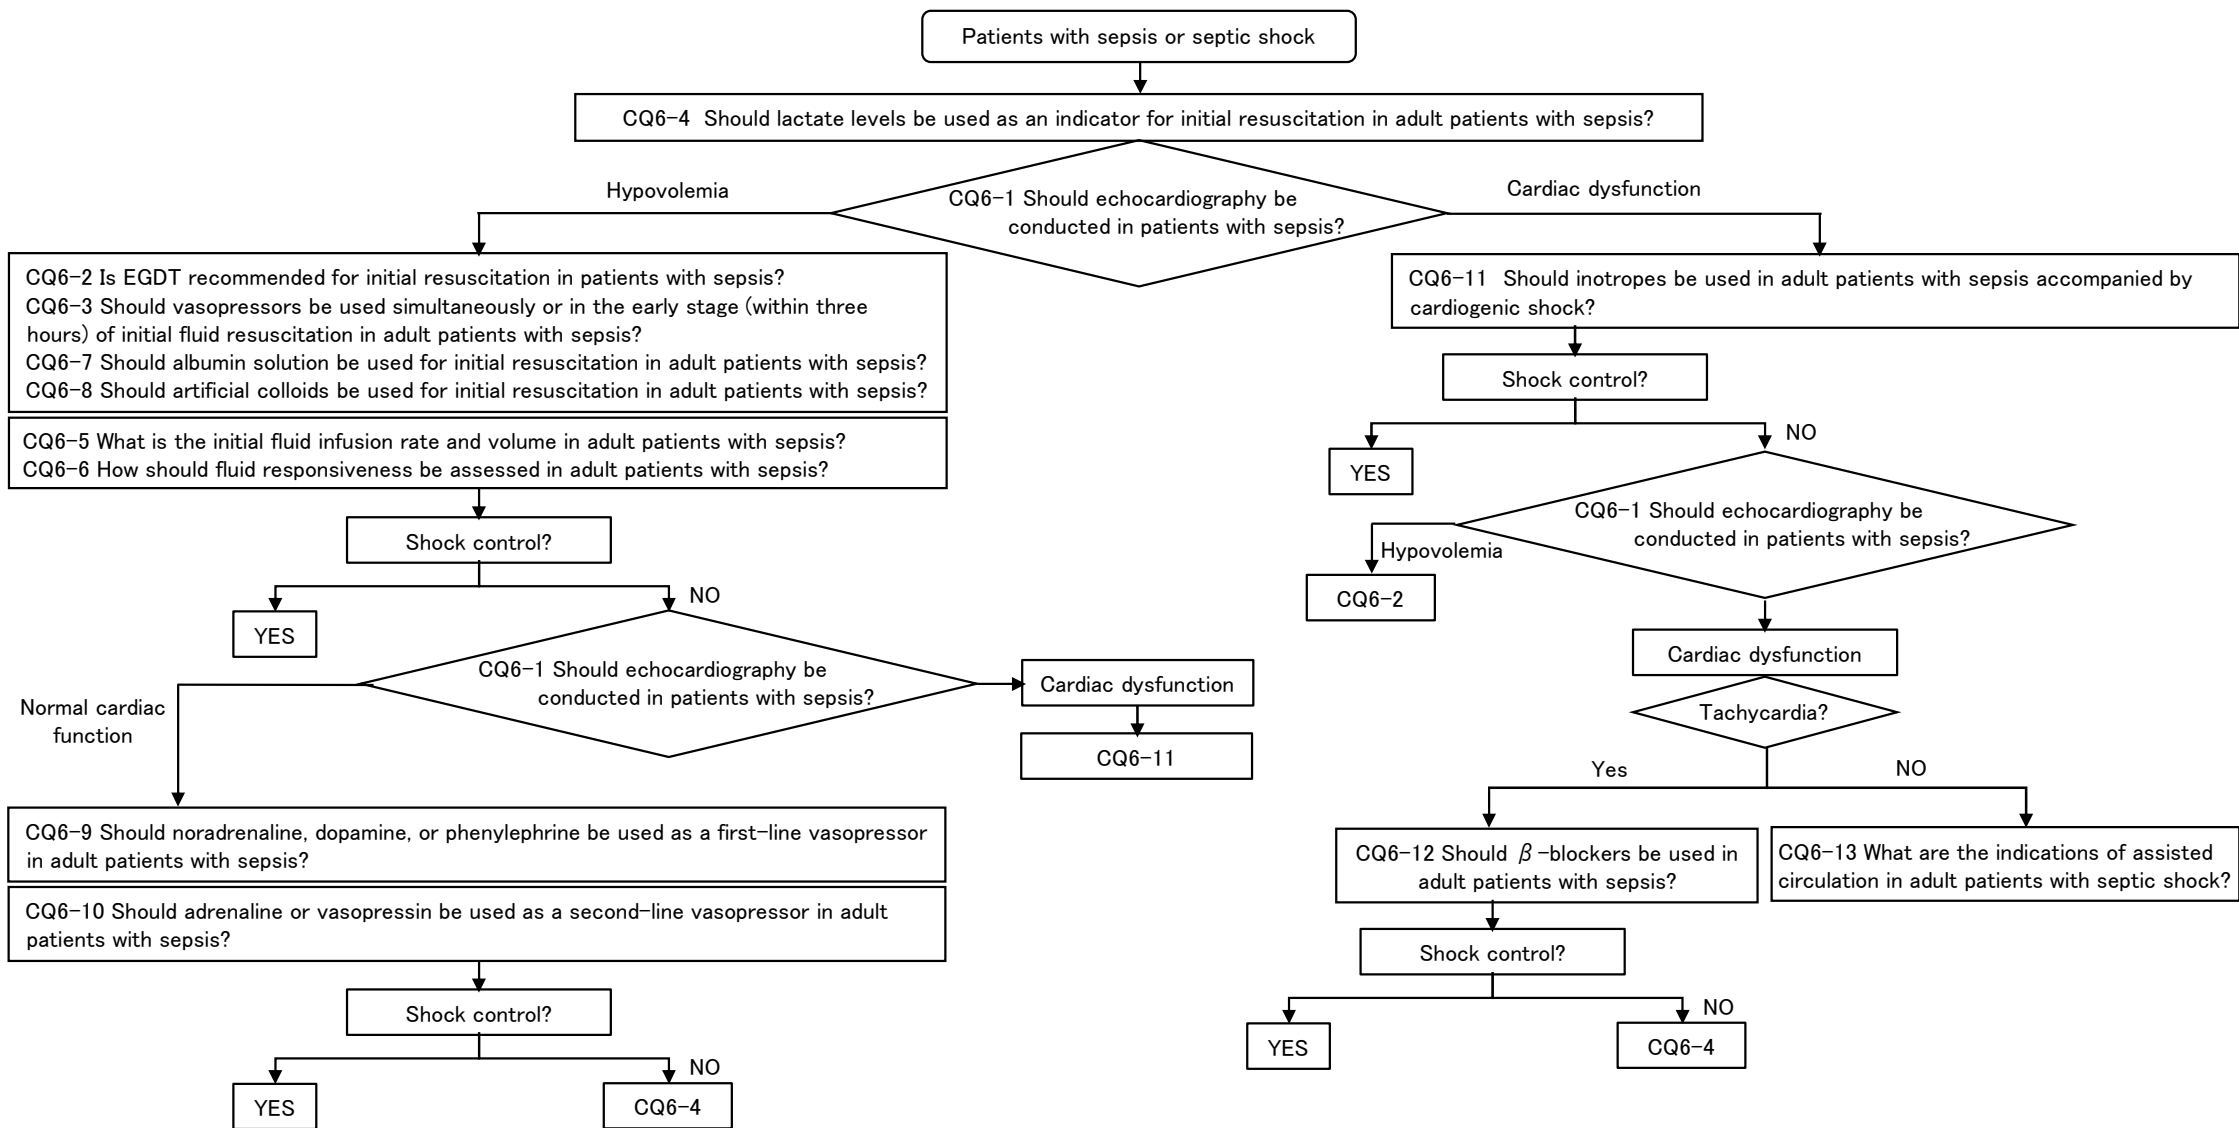 Patients with sepsis or septic shock
CQ6-4 Should lactate levels be used as an indicator for initial resuscitation in adult patients with sepsis?
CQ6-1 Should echocardiography be
conducted in patients with sepsis?
Hypovolemia
Cardiac dysfunction
CQ6-2 Is EGDT recommended for initial resuscitation in patients with sepsis?
CQ6-3 Should vasopressors be used simultaneously or in the early stage (within three
hours) of initial fluid resuscitation in adult patients with sepsis?
CQ6-7 Should albumin solution be used for initial resuscitation in adult patients with sepsis?
CQ6-8 Should artificial colloids be used for initial resuscitation in adult patients with sepsis?
CQ6-5 What is the initial fluid infusion rate and volume in adult patients with sepsis?
CQ6-6 How should fluid responsiveness be assessed in adult patients with sepsis?
Shock control?
YES
NO
CQ6-1 Should echocardiography be
conducted in patients with sepsis?
Normal cardiac
function
Cardiac dysfunction
CQ6-11
CQ6-9 Should noradrenaline, dopamine, or phenylephrine be used as a first-line vasopressor
in adult patients with sepsis?
CQ6-10 Should adrenaline or vasopressin be used as a second-line vasopressor in adult
patients with sepsis?
Shock control?
YES
NO
CQ6-4
CQ6-11 Should inotropes be used in adult patients with sepsis accompanied by
cardiogenic shock?
Shock control?
YES
NO
CQ6-1 Should echocardiography be
conducted in patients with sepsis?
Hypovolemia
CQ6-2
Cardiac dysfunction
Tachycardia?
Yes
NO
CQ6-12 Should β-blockers be used in
adult patients with sepsis?
CQ6-13 What are the indications of assisted
circulation in adult patients with septic shock?
Shock control?
YES
NO
CQ6-4